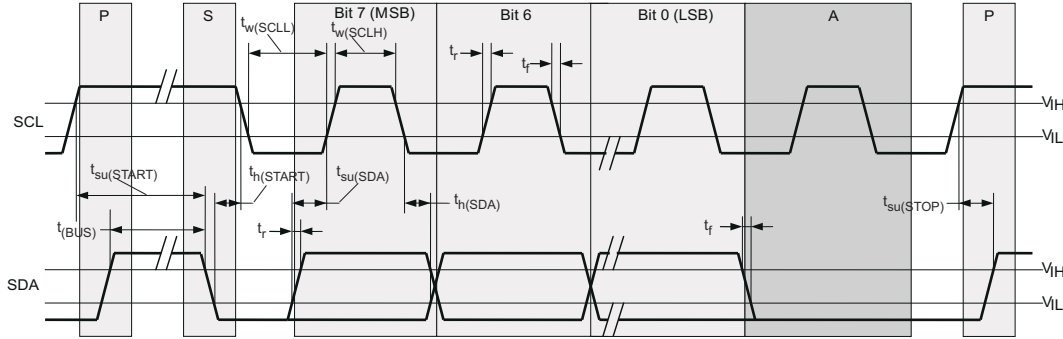 P S Bit 7 (MSB) Bit 6 Bit 0 (LSB) A P
tw(SCLL) tw(SCLH) tr tf
SCL VIH
VIL
tsu(START) th(START) tsu(SDA) th(SDA) tsu(STOP)
t(BUS) tr tf
SDA VIH
VIL